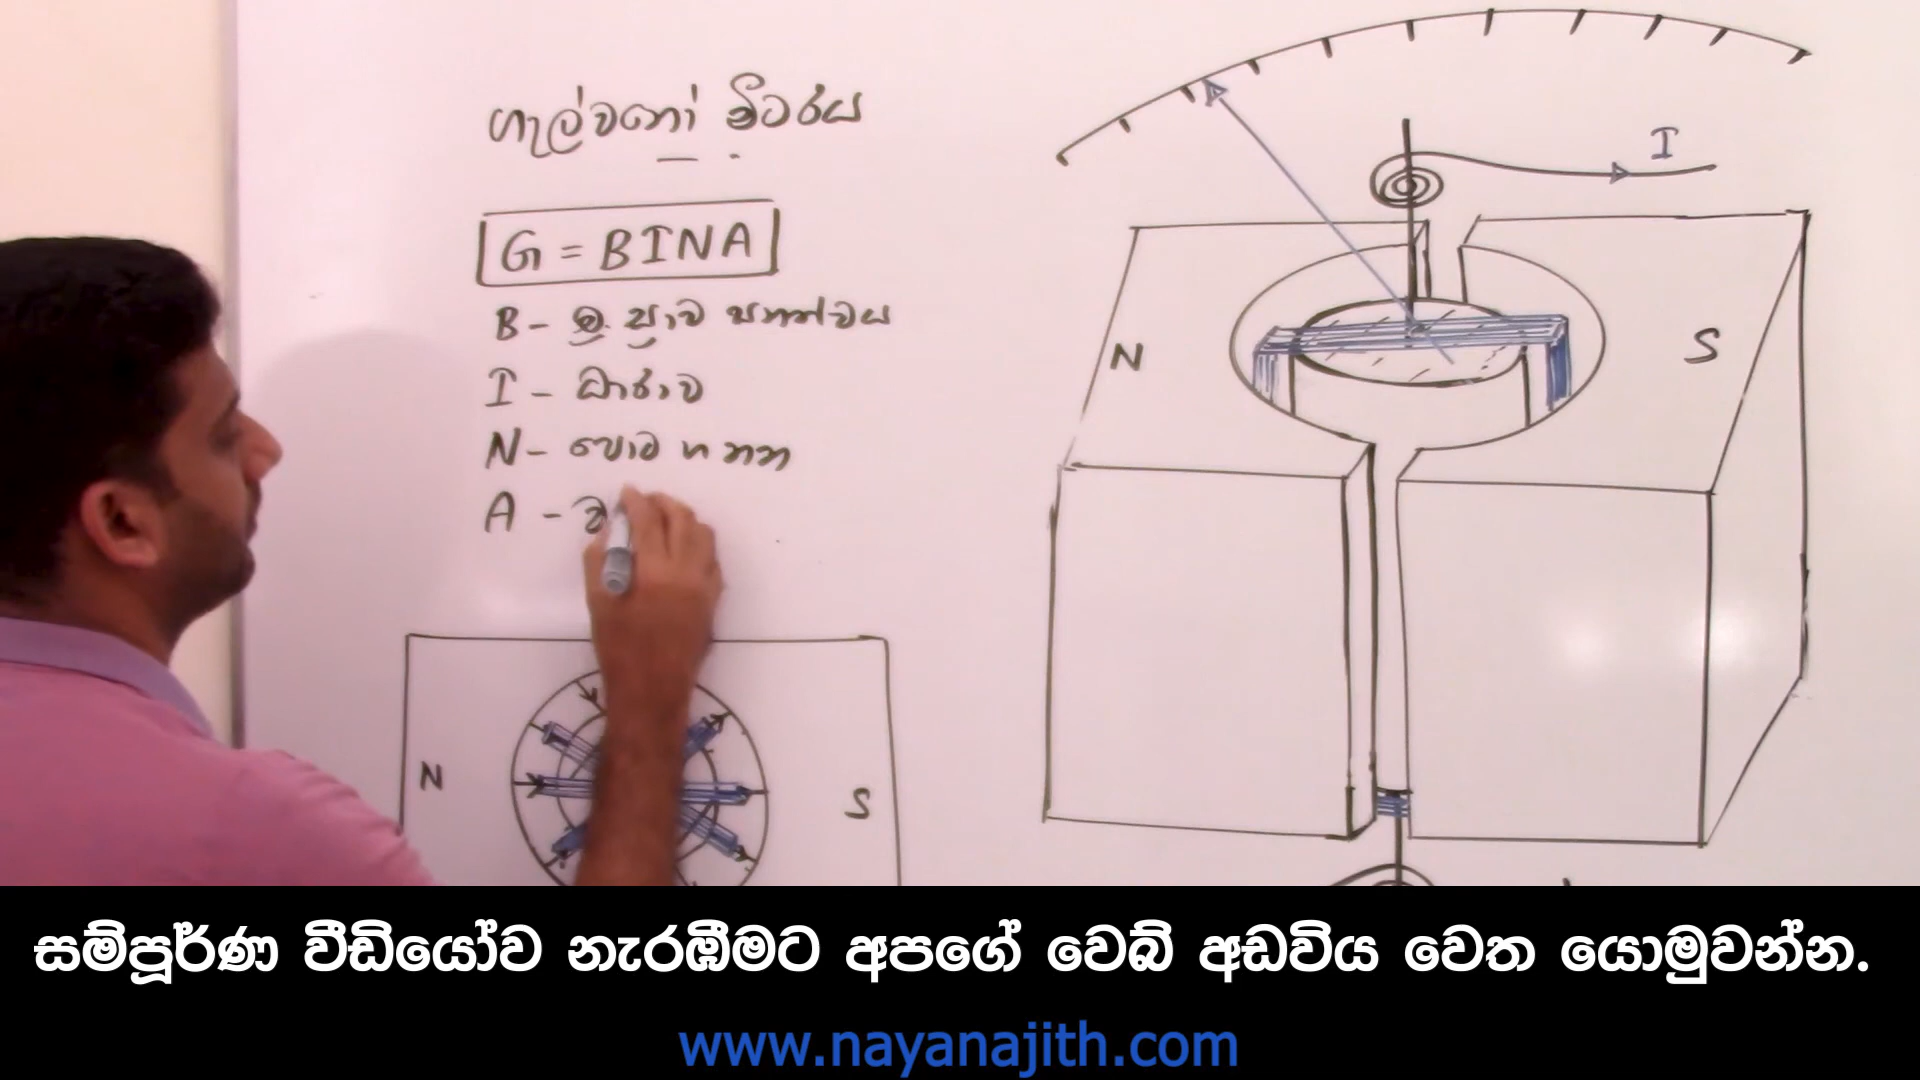 ගැල්වනෝ මීටරය
G = BINA
B - ස්‍රාව ඝනත්වය
I - ධාරාව
N - පොට ගනන
A - ව
I
N
S
N
S
සම්පූර්ණ වීඩියෝව නැරඹීමට අපගේ වෙබ් අඩවිය වෙත යොමුවන්න.
www.nayanajith.com